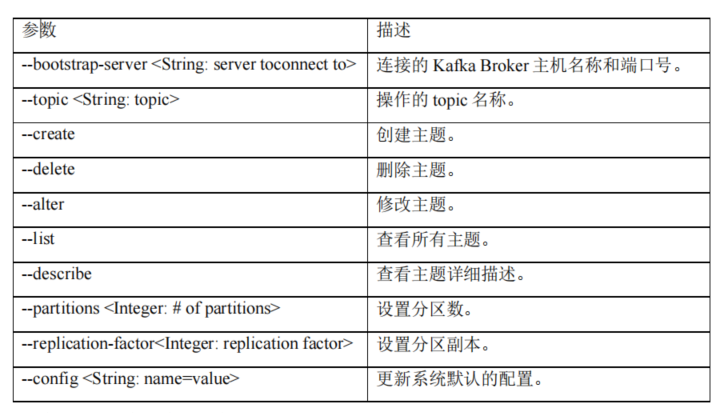 参数 描述
--bootstrap-server <String: server toconnect to> 连接的 Kafka Broker 主机名称和端口号。
--topic <String: topic> 操作的 topic 名称。
--create 创建主题。
--delete 删除主题。
--alter 修改主题。
--list 查看所有主题。
--describe 查看主题详细描述。
--partitions <Integer: # of partitions> 设置分区数。
--replication-factor<Integer: replication factor> 设置分区副本。
--config <String: name=value> 更新系统默认的配置。